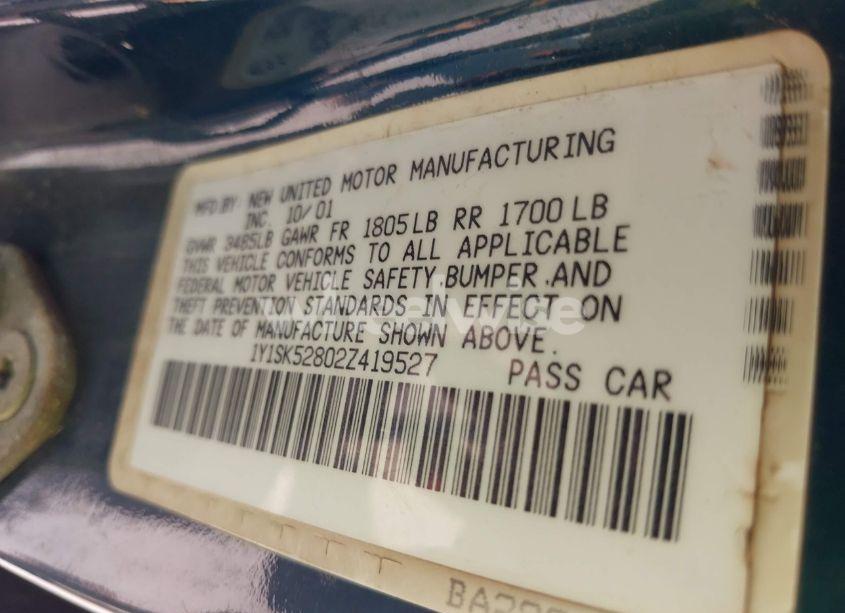 MFD.BY: NEW UNITED MOTOR MANUFACTURING
INC. 10/01
GVWR 3485LB GAWR FR 1805LB RR 1700LB
THIS VEHICLE CONFORMS TO ALL APPLICABLE
FEDERAL MOTOR VEHICLE SAFETY.BUMPER.AND
THEFT PREVENTION STANDARDS IN EFFECT ON
THE DATE OF MANUFACTURE SHOWN ABOVE.
1Y1SK52802Z419527 PASS CAR
T T T T